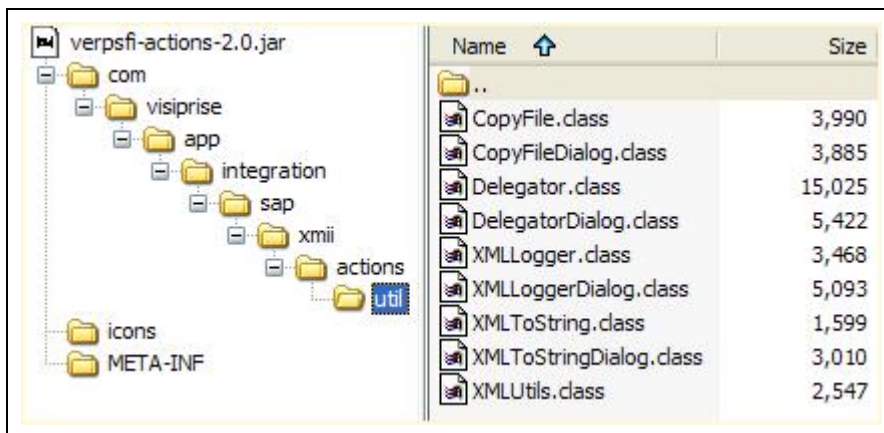 verpsfi-actions-2.0.jar
com
visiprise
app
integration
sap
xmii
actions
util
icons
META-INF
Name Size
..
CopyFile.class 3,990
CopyFileDialog.class 3,885
Delegator.class 15,025
DelegatorDialog.class 5,422
XMLLogger.class 3,468
XMLLoggerDialog.class 5,093
XMLToString.class 1,599
XMLToStringDialog.class 3,010
XMLUtils.class 2,547